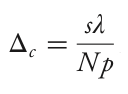 Δ_c = sλ / Np